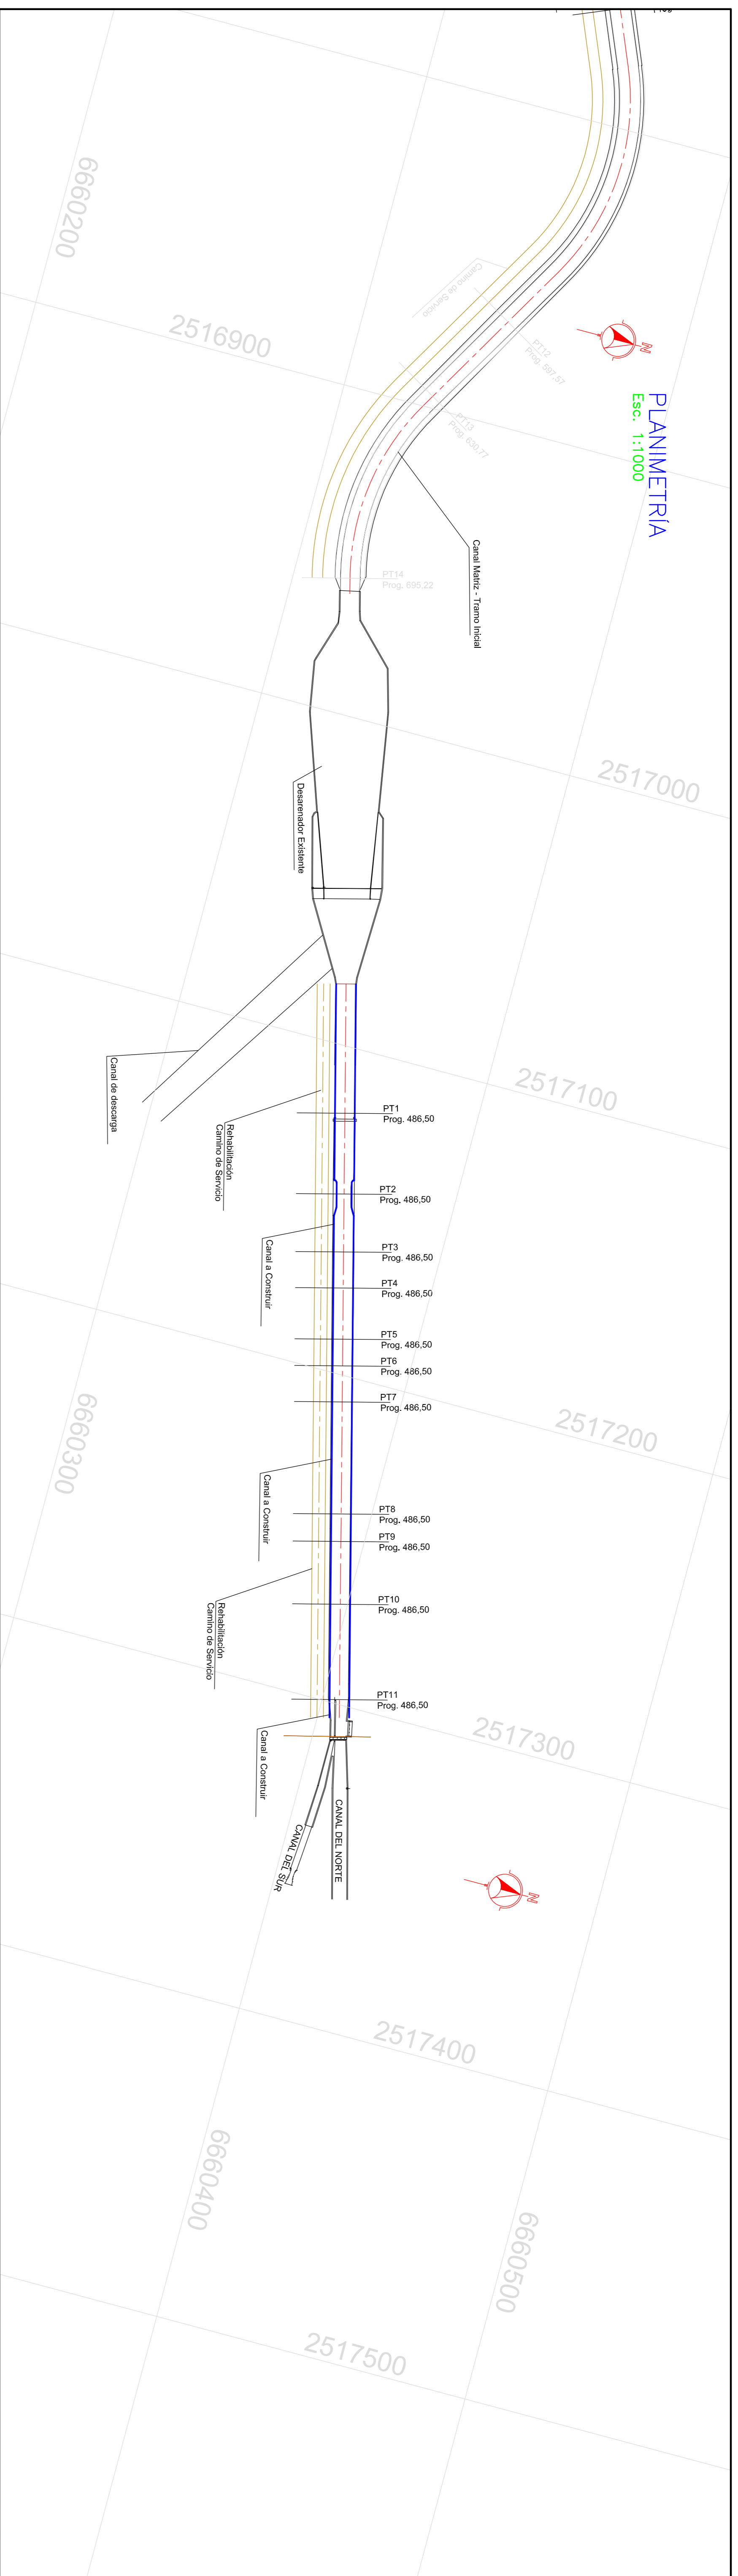 6660200
2516900
Camino de Servicio
N
PT12
Prog. 597,57
PLANIMETRÍA
Esc. 1:1000
PT13
Prog. 630,77
Canal Matriz - Tramo Inicial
PT14
Prog. 695,22
2517000
Desarenador Existente
2517100
Canal de descarga
PT1
Prog. 486,50
Rehabilitación
Camino de Servicio
PT2
Prog. 486,50
Canal a Construir
PT3
Prog. 486,50
PT4
Prog. 486,50
PT5
Prog. 486,50
PT6
Prog. 486,50
PT7
Prog. 486,50
6660300
2517200
Canal a Construir
PT8
Prog. 486,50
PT9
Prog. 486,50
Rehabilitación
Camino de Servicio
PT10
Prog. 486,50
PT11
Prog. 486,50
2517300
Canal a Construir
CANAL DEL NORTE
CANAL DEL SUR
N
2517400
6660400
6660500
2517500